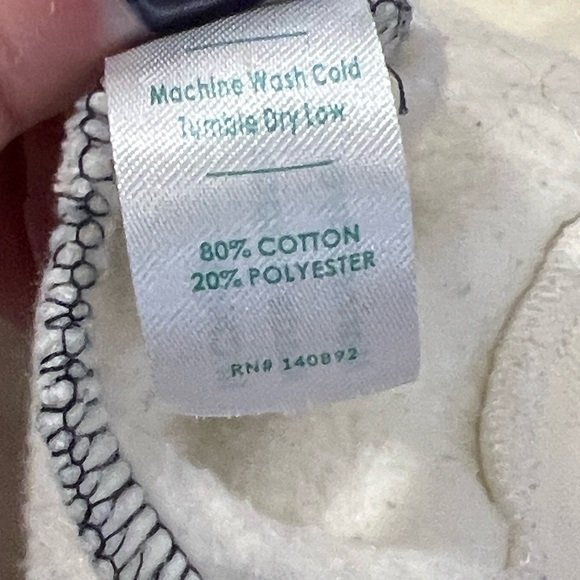 Machine Wash Cold
Tumble Dry Low
80% COTTON
20% POLYESTER
RN# 140892